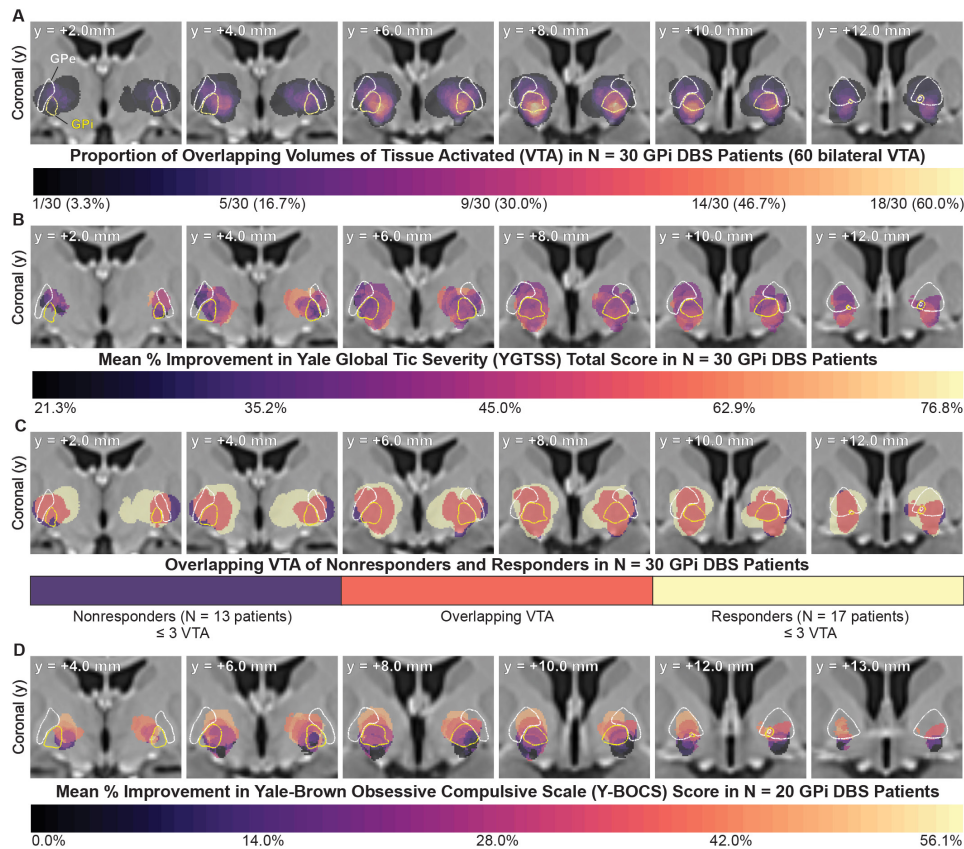 A
Coronal (y)
y = +2.0mm y = +4.0 mm y = +6.0 mm y = +8.0 mm y = +10.0 mm y = +12.0 mm
GPe
GPi
Proportion of Overlapping Volumes of Tissue Activated (VTA) in N = 30 GPi DBS Patients (60 bilateral VTA)
1/30 (3.3%) 5/30 (16.7%) 9/30 (30.0%) 14/30 (46.7%) 18/30 (60.0%)
B
Coronal (y)
y = +2.0 mm y = +4.0 mm y = +6.0 mm y = +8.0 mm y = +10.0 mm y = +12.0 mm
Mean % Improvement in Yale Global Tic Severity (YGTSS) Total Score in N = 30 GPi DBS Patients
21.3% 35.2% 45.0% 62.9% 76.8%
C
Coronal (y)
y = +2.0 mm y = +4.0 mm y = +6.0 mm y = +8.0 mm y = +10.0 mm y = +12.0 mm
Overlapping VTA of Nonresponders and Responders in N = 30 GPi DBS Patients
Nonresponders (N = 13 patients) Overlapping VTA Responders (N = 17 patients)
≤ 3 VTA ≤ 3 VTA
D
Coronal (y)
y = +4.0 mm y = +6.0 mm y = +8.0 mm y = +10.0 mm y = +12.0 mm y = +13.0 mm
Mean % Improvement in Yale-Brown Obsessive Compulsive Scale (Y-BOCS) Score in N = 20 GPi DBS Patients
0.0% 14.0% 28.0% 42.0% 56.1%